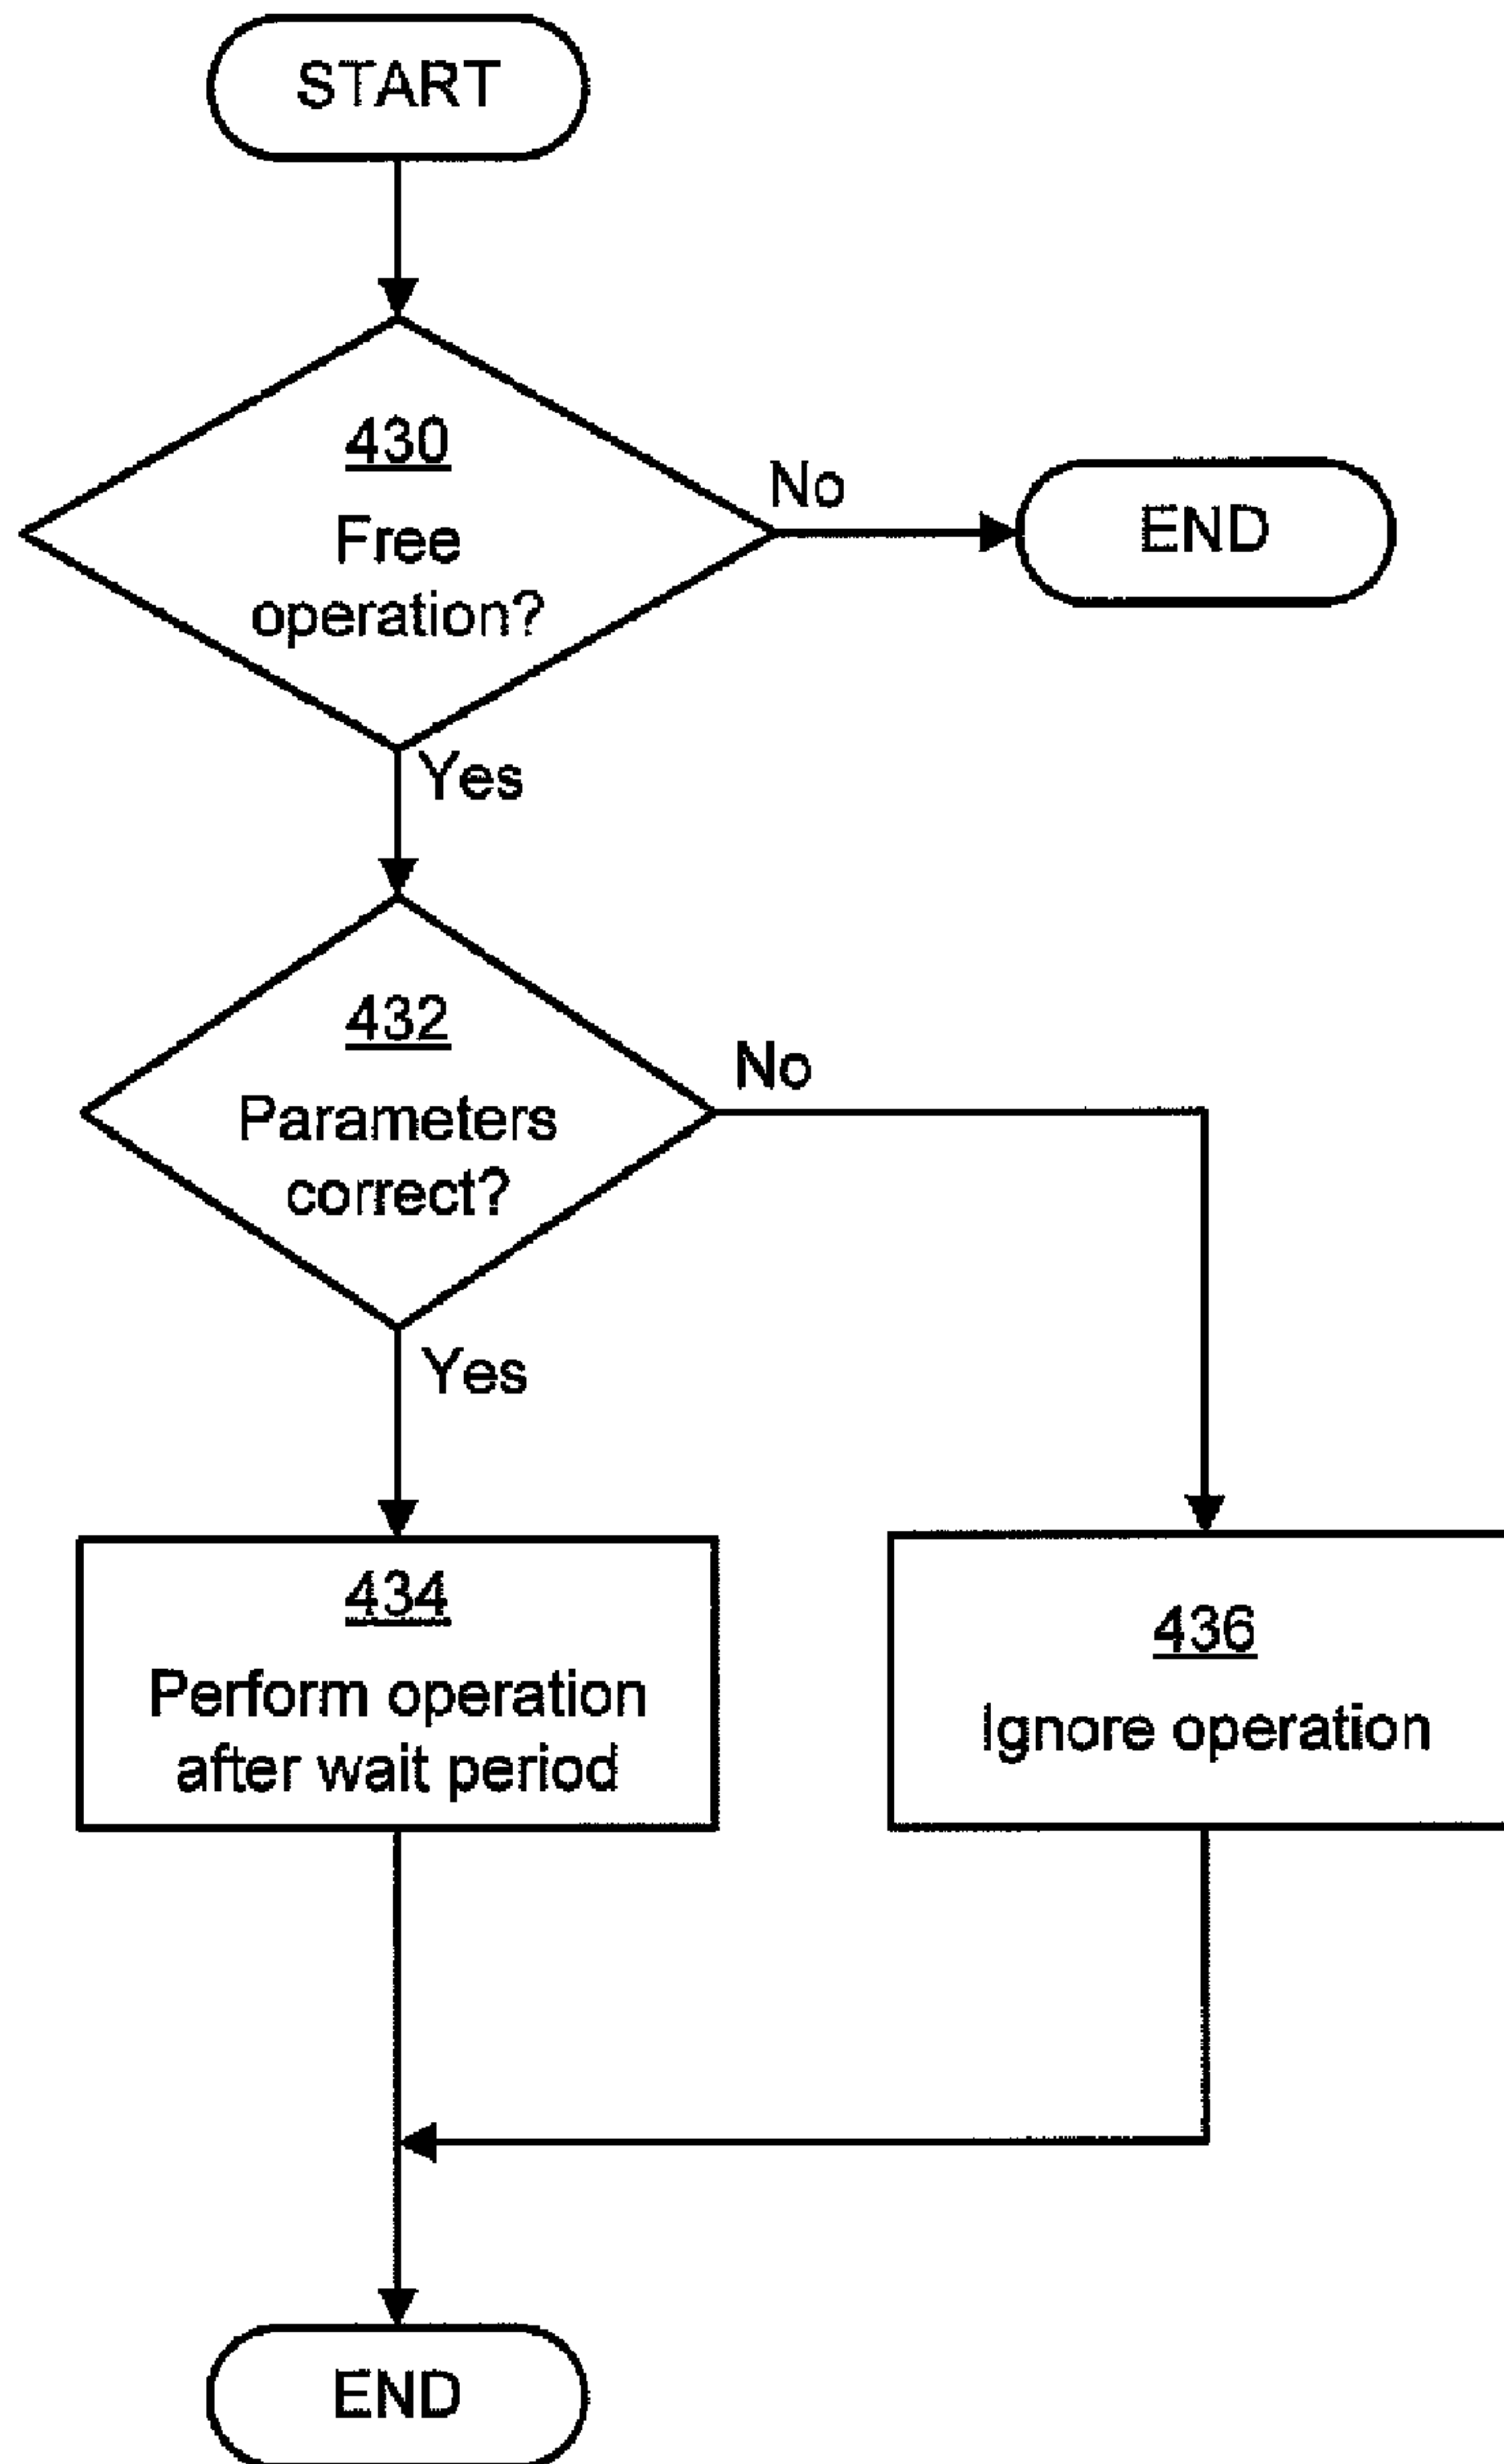 START
430
Free
operation?
No
END
Yes
432
Parameters
correct?
No
Yes
434
Perform operation
after wait period
436
Ignore operation
END